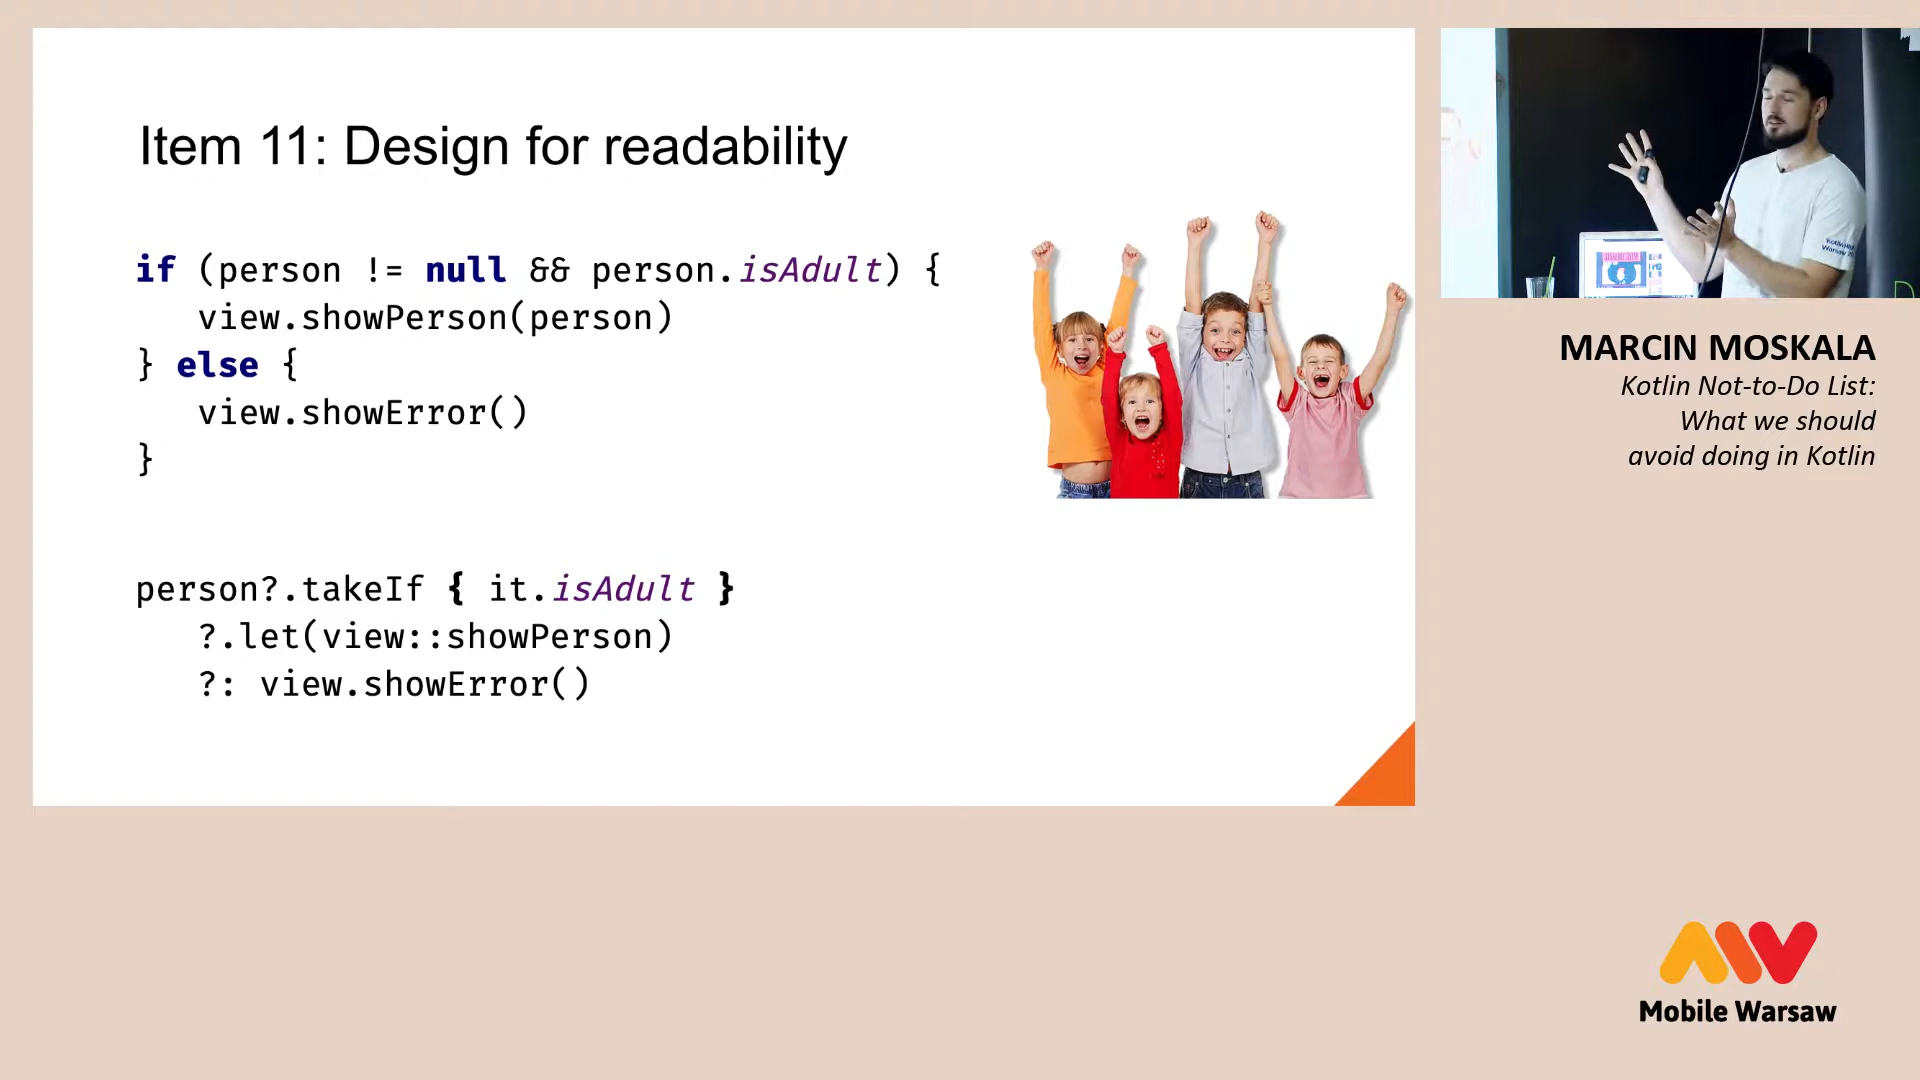 Item 11: Design for readability
if (person != null && person.isAdult) {
view.showPerson(person)
} else {
view.showError()
}
person?.takeIf { it.isAdult }
?.let(view::showPerson)
?: view.showError()
MARCIN MOSKALA
Kotlin Not-to-Do List:
What we should
avoid doing in Kotlin
Mobile Warsaw